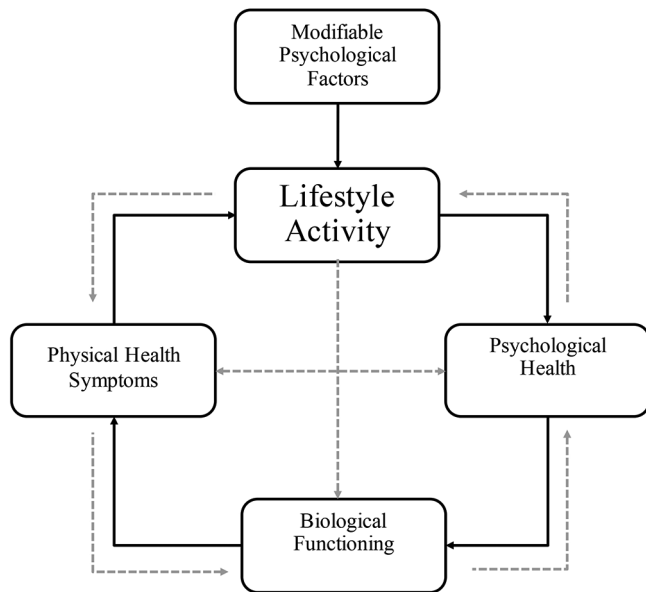 Modifiable
Psychological
Factors
Lifestyle
Activity
Physical Health
Symptoms
Psychological
Health
Biological
Functioning